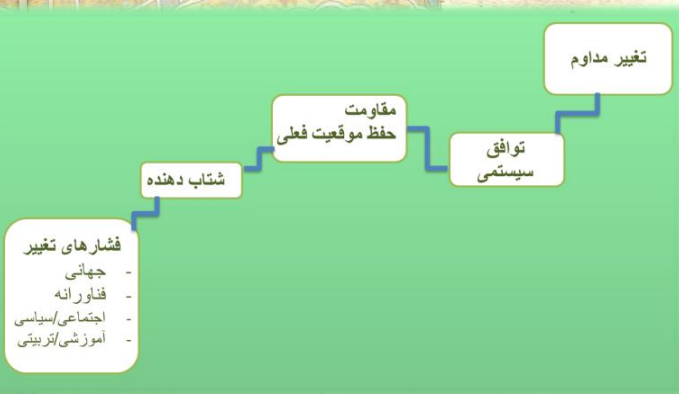 تغییر مداوم
مقاومت
حفظ موقعیت فعلی
توافق
سیستمی
شتاب دهنده
فشارهای تغییر
- جهانی
- فناورانه
- اجتماعی/سیاسی
- آموزشی/تربیتی